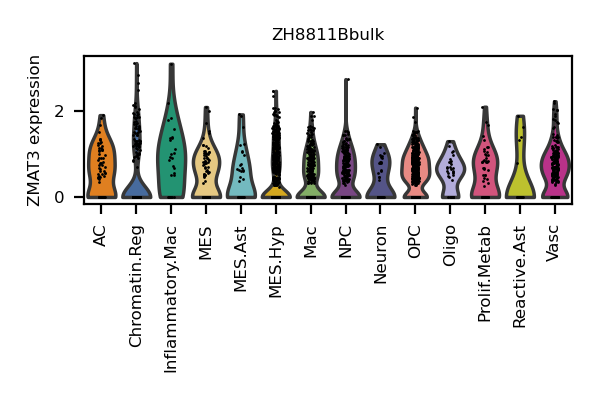 ZH8811Bbulk
ZMAT3 expression
2
0
AC
Chromatin.Reg
Inflammatory.Mac
MES
MES.Ast
MES.Hyp
Mac
NPC
Neuron
OPC
Oligo
Prolif.Metab
Reactive.Ast
Vasc